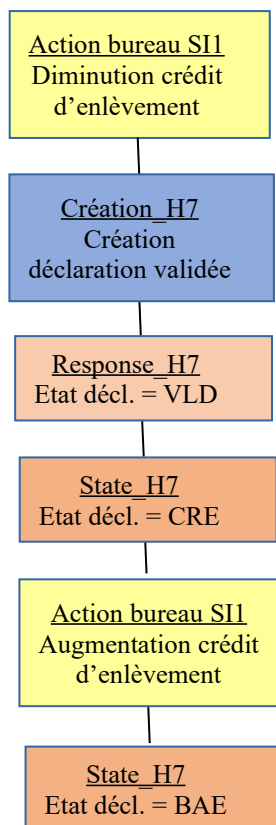 Action bureau SI1
Diminution crédit
d’enlèvement
Création_H7
Création
déclaration validée
Response_H7
Etat décl. = VLD
State_H7
Etat décl. = CRE
Action bureau SI1
Augmentation crédit
d’enlèvement
State_H7
Etat décl. = BAE